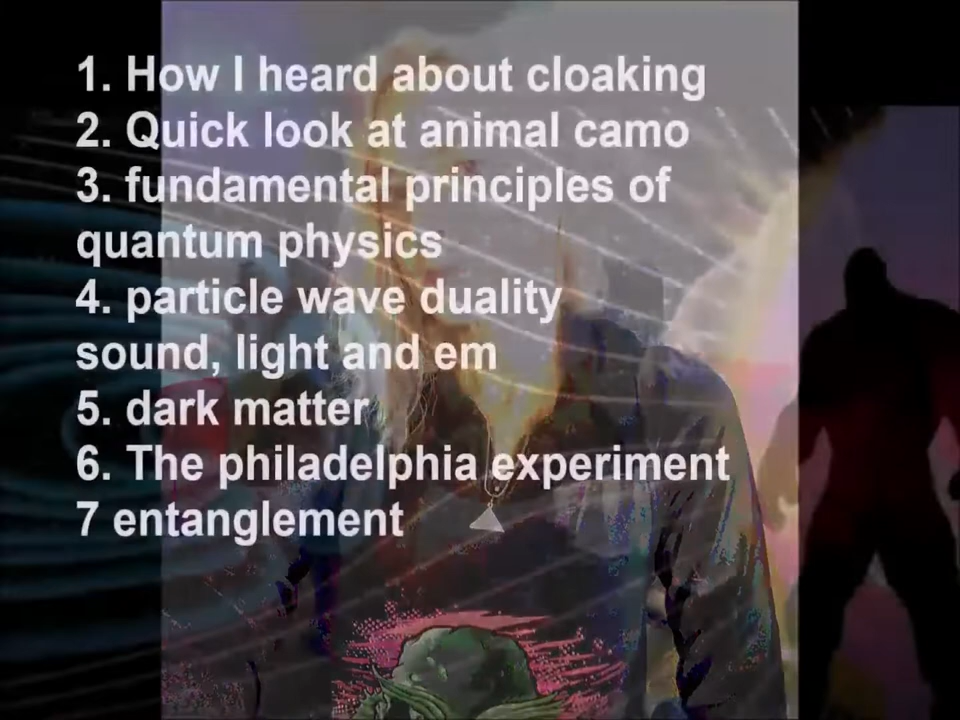 1. How I heard about cloaking
2. Quick look at animal camo
3. fundamental principles of
quantum physics
4. particle wave duality
sound, light and em
5. dark matter
6. The philadelphia experiment
7 entanglement